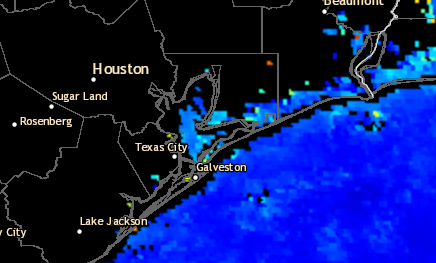 Beaumont
Houston
Sugar Land
Rosenberg
Texas City
Galveston
Lake Jackson
y City